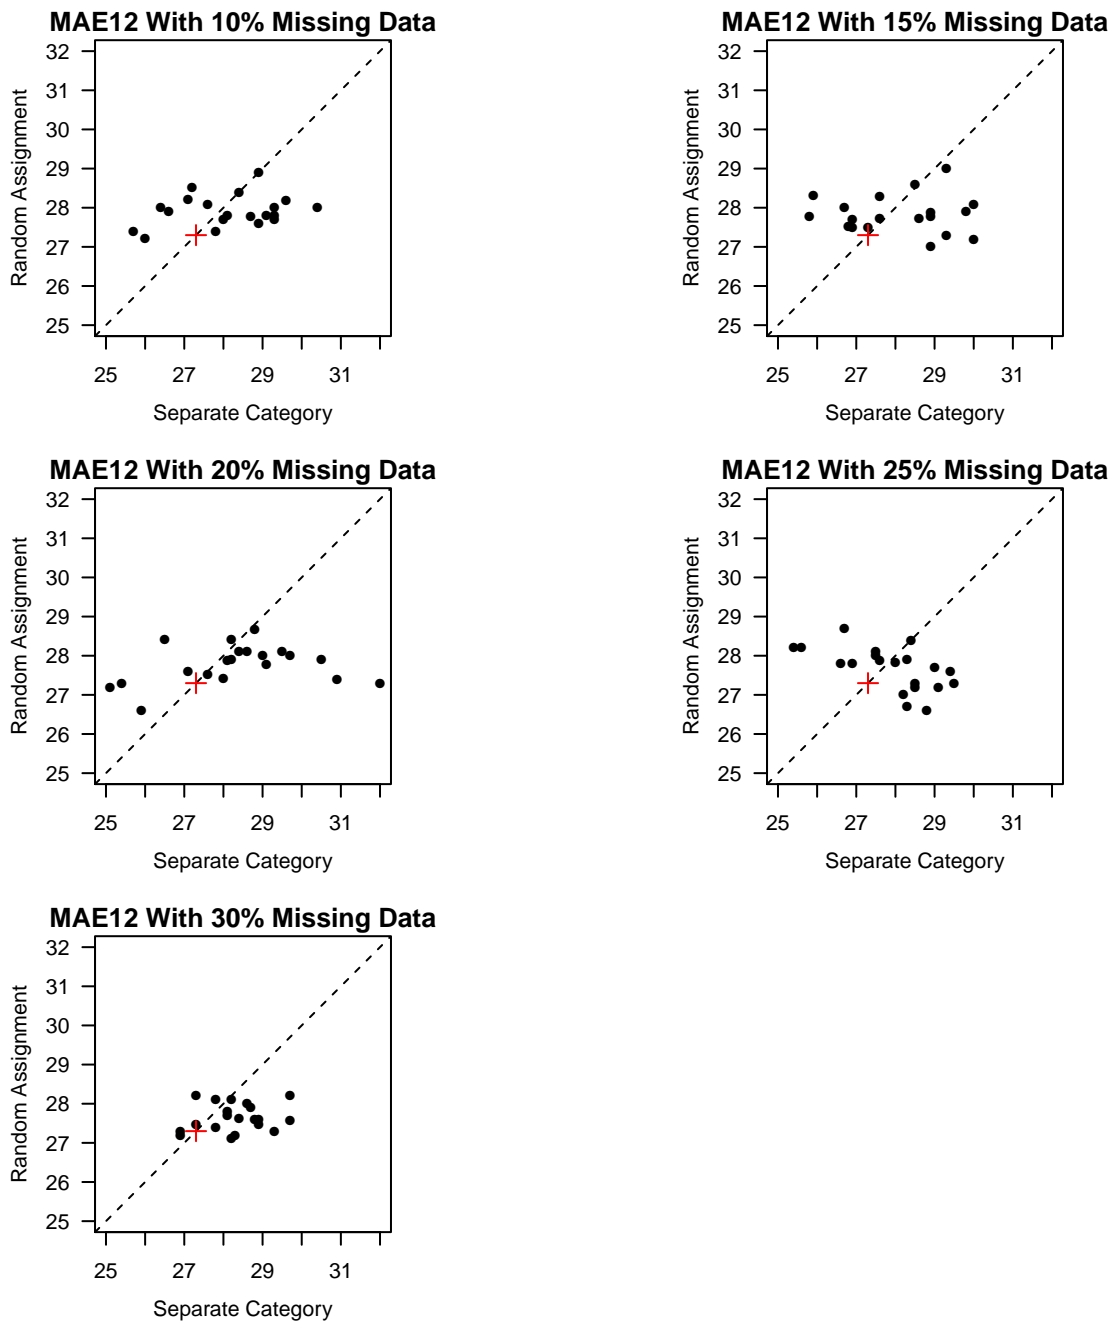 MAE12 With 10% Missing Data
32
31
30
29
28
27
26
25
Random Assignment
25 27 29 31
Separate Category
MAE12 With 15% Missing Data
32
31
30
29
28
27
26
25
Random Assignment
25 27 29 31
Separate Category
MAE12 With 20% Missing Data
32
31
30
29
28
27
26
25
Random Assignment
25 27 29 31
Separate Category
MAE12 With 25% Missing Data
32
31
30
29
28
27
26
25
Random Assignment
25 27 29 31
Separate Category
MAE12 With 30% Missing Data
32
31
30
29
28
27
26
25
Random Assignment
25 27 29 31
Separate Category